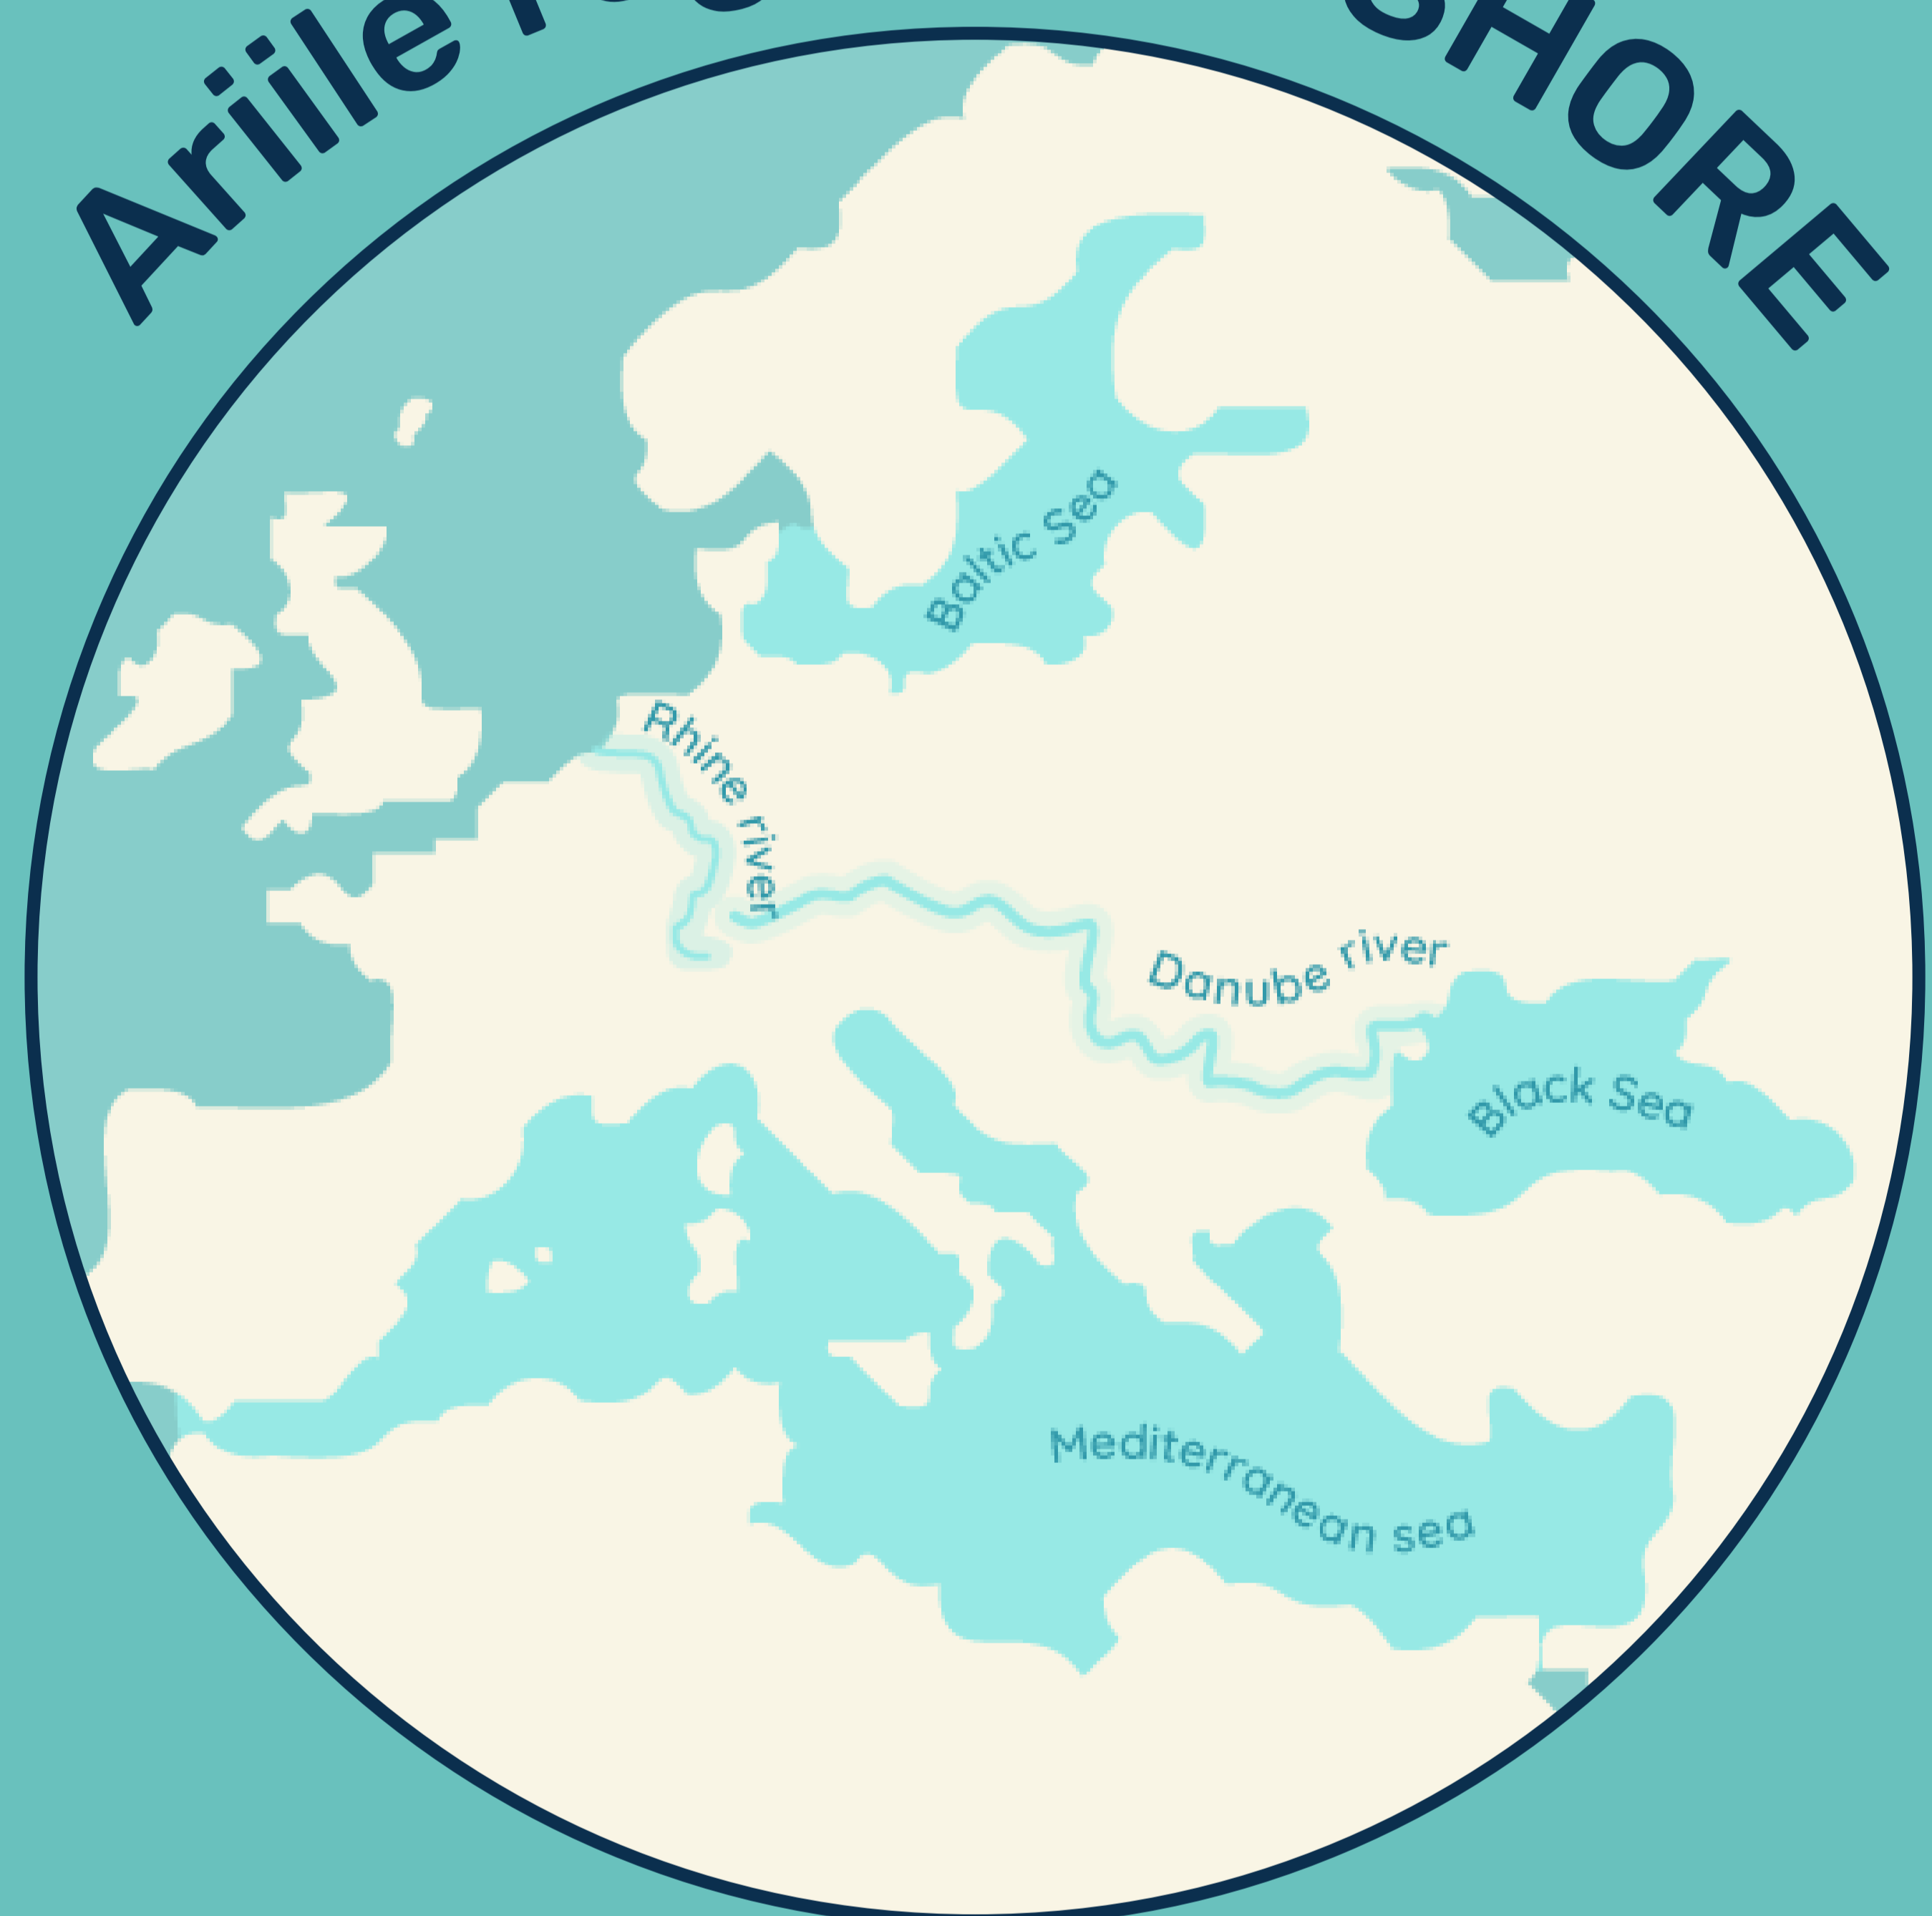 Ariile
SHORE
Baltic Sea
Rhine river
Danube river
Black Sea
Mediterranean sea